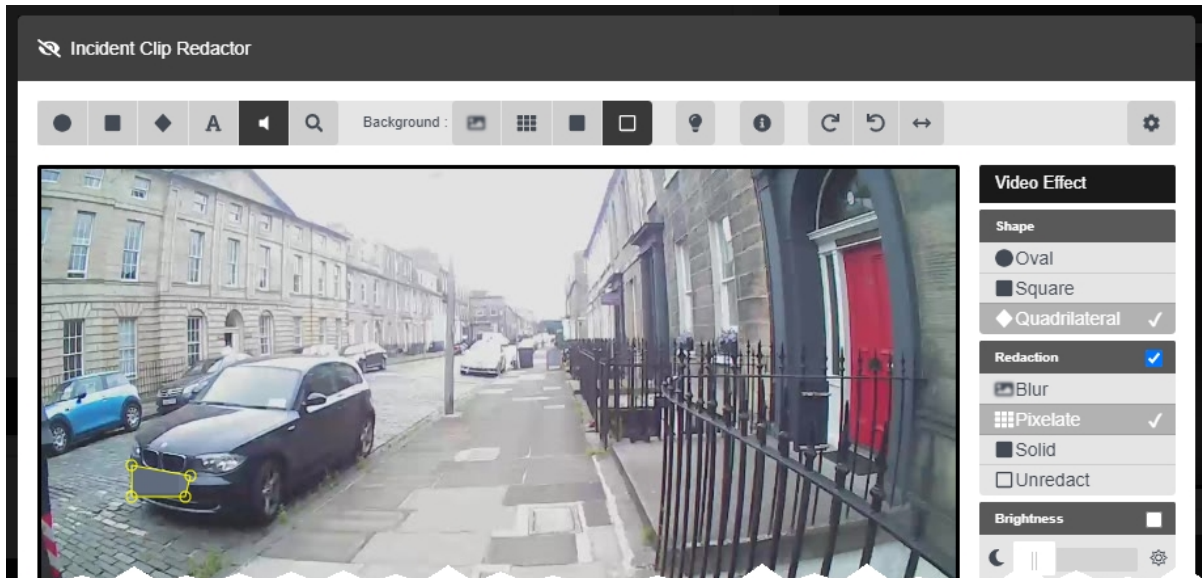 Incident Clip Redactor
A
Background :
Video Effect
Shape
Oval
Square
Quadrilateral
Redaction
Blur
Pixelate
Solid
Unredact
Brightness